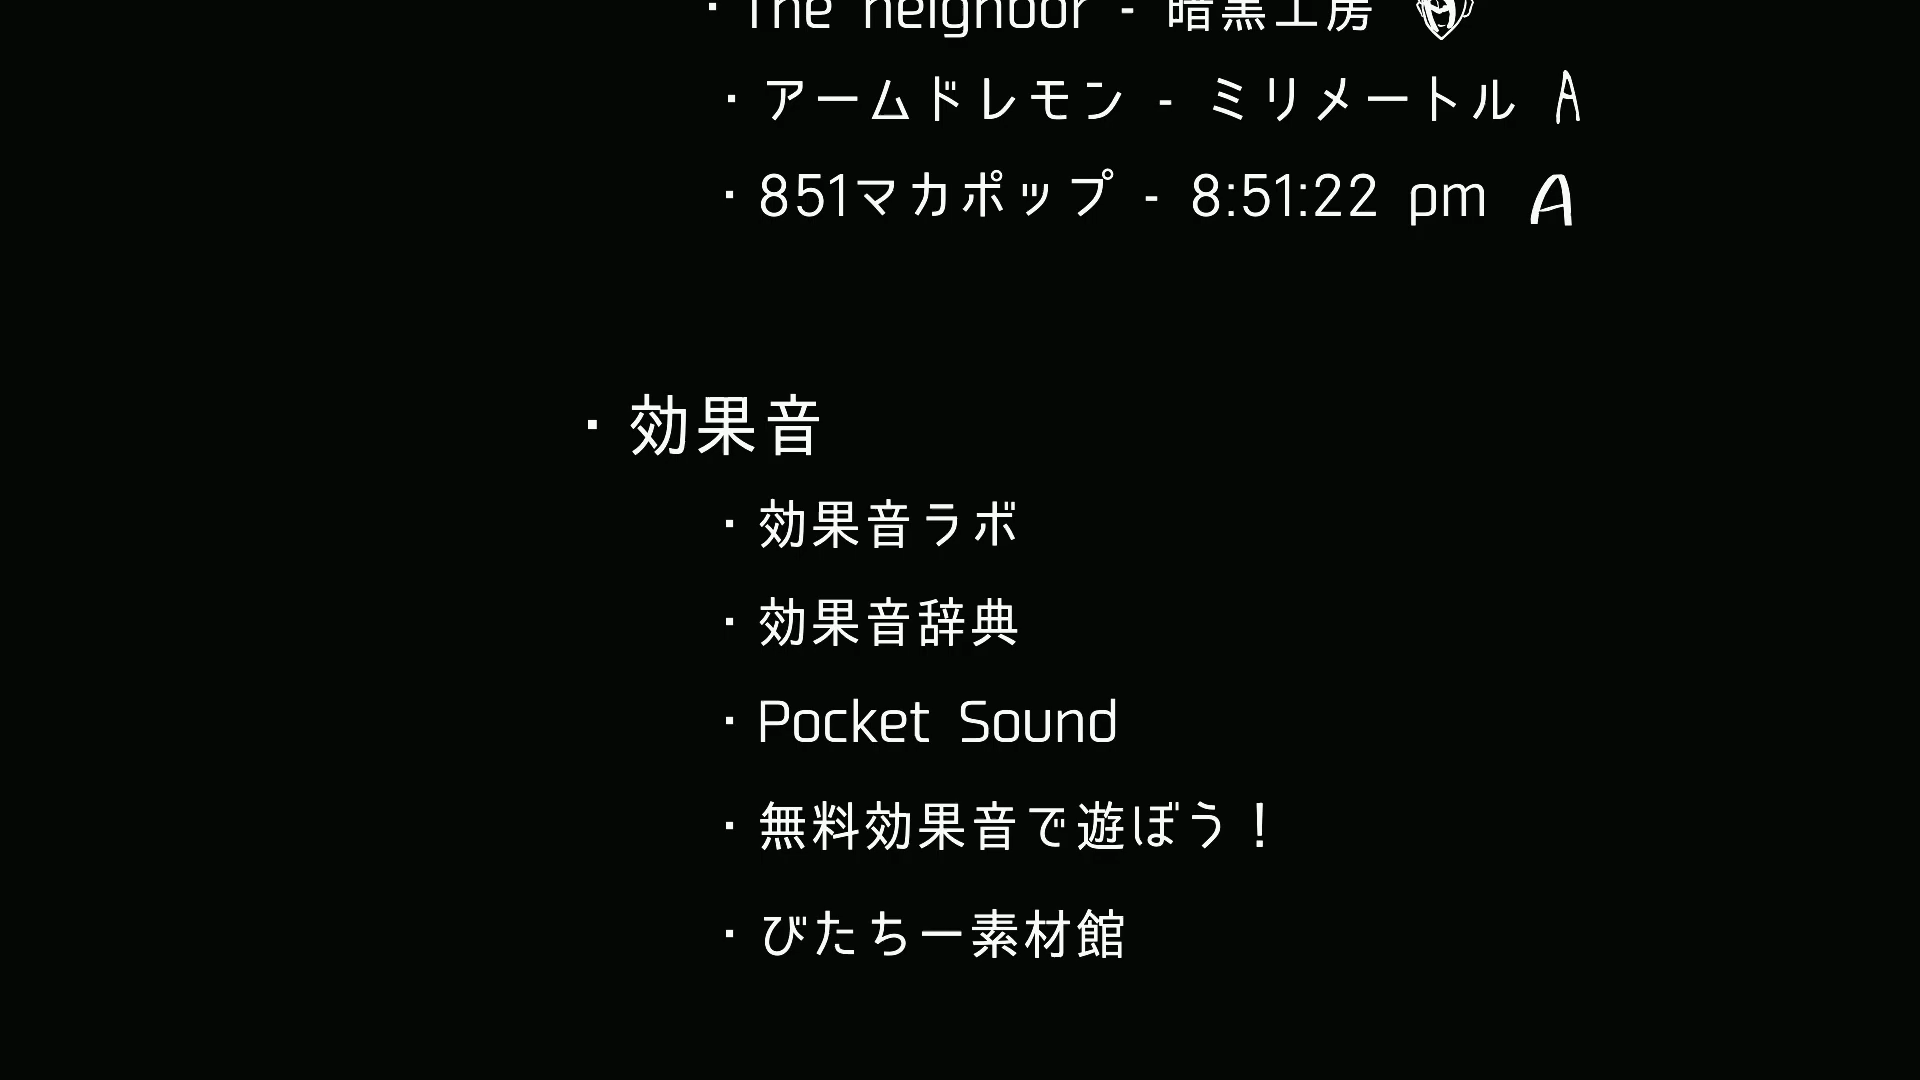 ・The neighbor - 暗黒工房
・アームドレモン - ミリメートル A
・851マカポップ - 8:51:22 pm A
・効果音
・効果音ラボ
・効果音辞典
・Pocket Sound
・無料効果音で遊ぼう！
・びたちー素材館